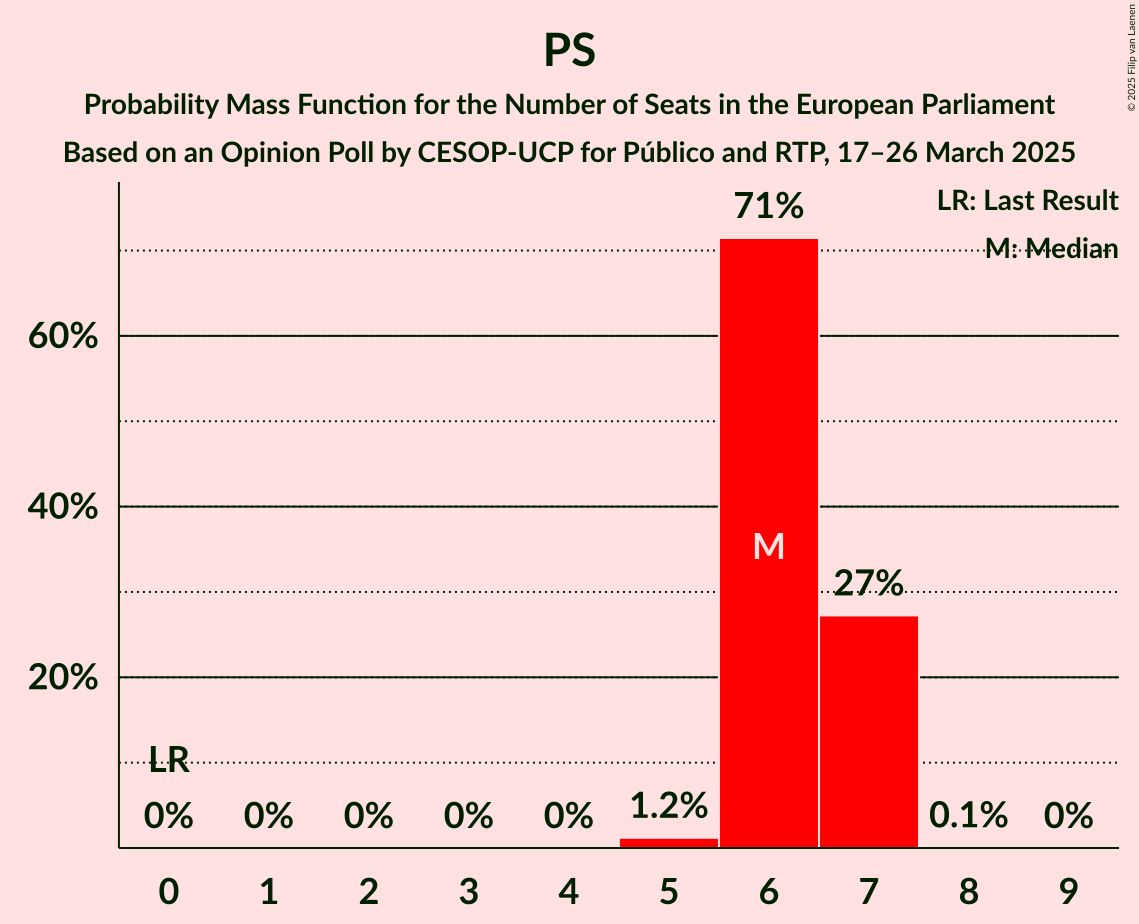 PS
Probability Mass Function for the Number of Seats in the European Parliament
Based on an Opinion Poll by CESOP-UCP for Público and RTP, 17–26 March 2025
© 2025 Filip van Laenen
LR: Last Result
M: Median
71%
60%
40%
M
27%
20%
LR
0% 0% 0% 0% 0% 1.2% 0.1% 0%
0 1 2 3 4 5 6 7 8 9